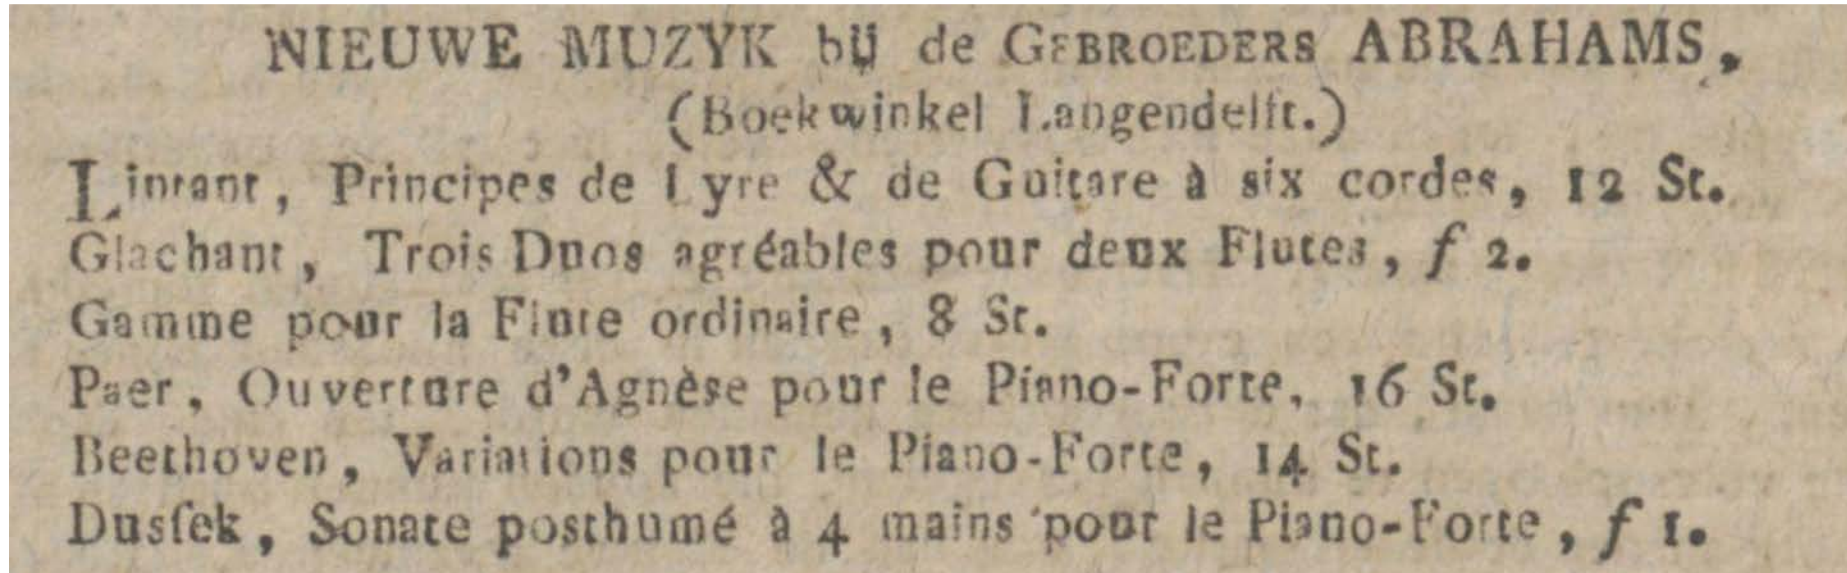 NIEUWE MUZYK bij de GEBROEDERS ABRAHAMS,
(Boekwinkel Langendelft.)
Lintant, Principes de Lyre & de Guitare à six cordes, 12 St.
Glachant, Trois Duos agréables pour deux Flutes, f 2.
Gamme pour la Flute ordinaire, 8 St.
Paer, Ouverture d'Agnèse pour le Piano-Forte, 16 St.
Beethoven, Variations pour le Piano-Forte, 14 St.
Dusſek, Sonate posthumé à 4 mains pour le Piano-Forte, f 1.